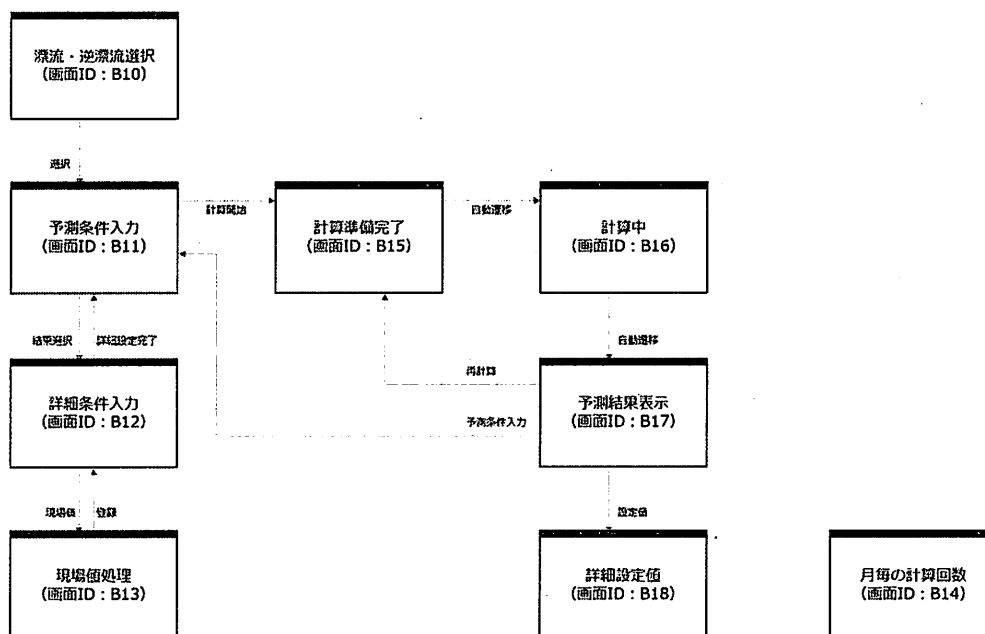 漂流・逆漂流選択
(画面ID：B10)
選択
予測条件入力
(画面ID：B11)
計算開始
計算準備完了
(画面ID：B15)
自動遷移
計算中
(画面ID：B16)
結果選択
詳細設定完了
自動遷移
詳細条件入力
(画面ID：B12)
再計算
予測条件入力
予測結果表示
(画面ID：B17)
現場値
登録
設定値
現場値処理
(画面ID：B13)
詳細設定値
(画面ID：B18)
月毎の計算回数
(画面ID：B14)